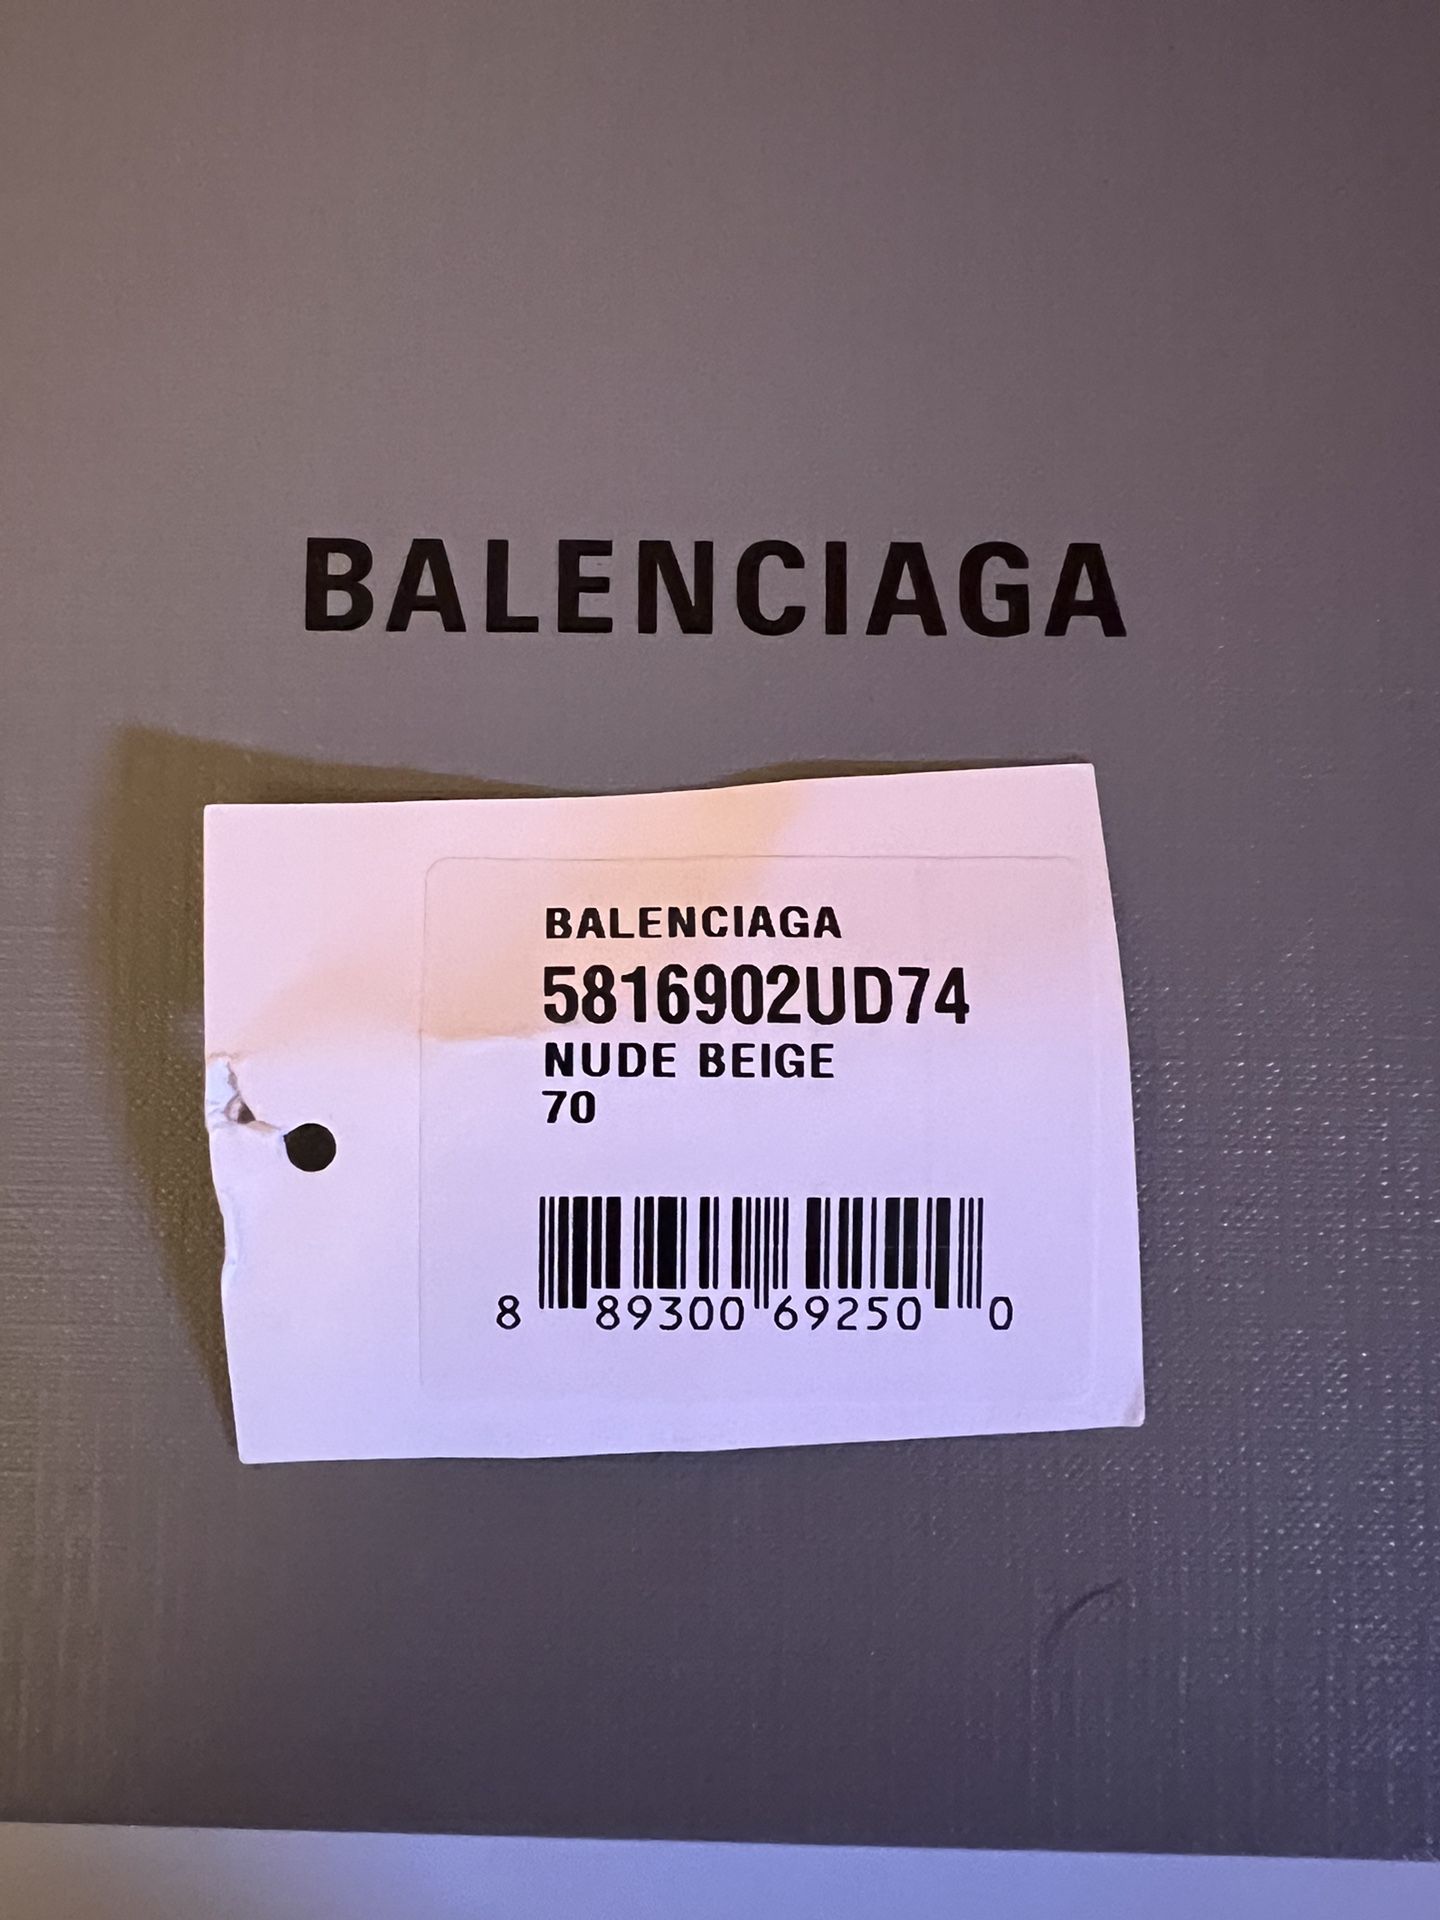 BALENCIAGA
BALENCIAGA
5816902UD74
NUDE BEIGE
70
8 89300 69250 0